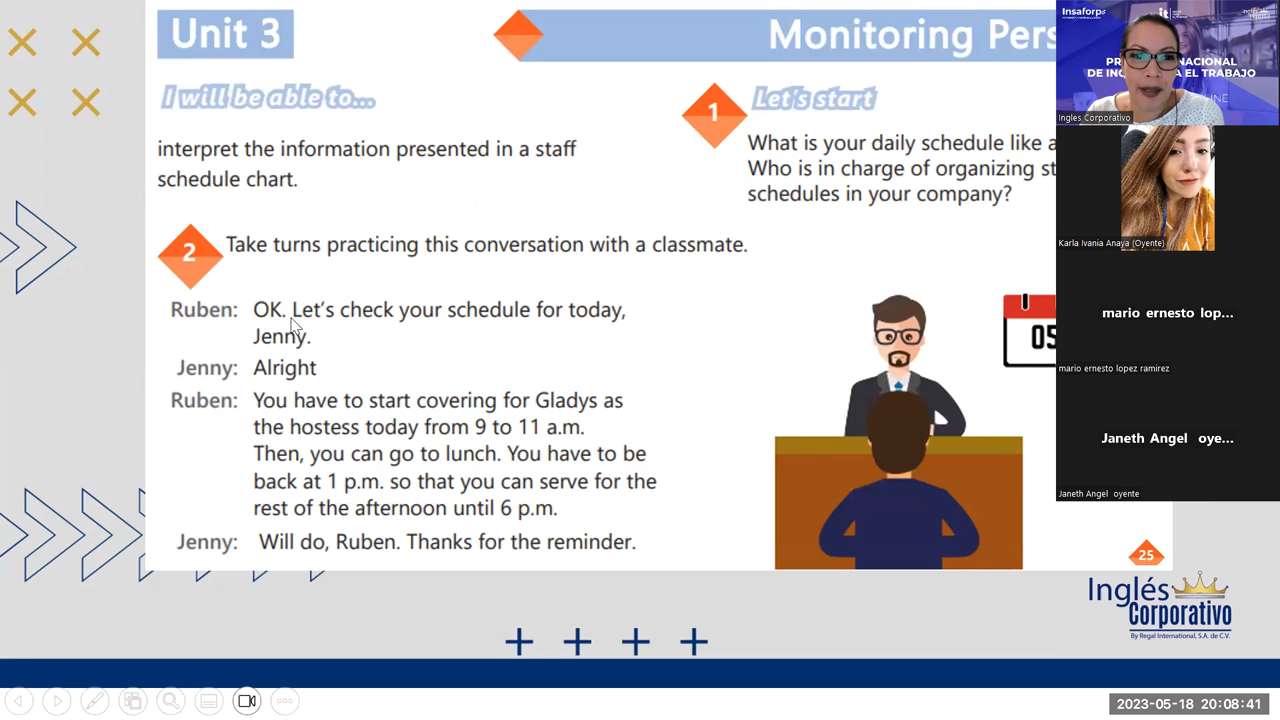 Unit 3
Monitoring Pers
I will be able to...
interpret the information presented in a staff
schedule chart.
1
Let's start
What is your daily schedule like a
Who is in charge of organizing st
schedules in your company?
2
Take turns practicing this conversation with a classmate.
Ruben: OK. Let's check your schedule for today,
Jenny.
Jenny: Alright
Ruben: You have to start covering for Gladys as
the hostess today from 9 to 11 a.m.
Then, you can go to lunch. You have to be
back at 1 p.m. so that you can serve for the
rest of the afternoon until 6 p.m.
Jenny: Will do, Ruben. Thanks for the reminder.
05
25
Inglés
Corporativo
By Regal International, S.A. de C.V.
Insaforp
it
Ingles Corporativo
Karla Ivania Anaya (Oyente)
mario ernesto lop...
mario ernesto lopez ramirez
Janeth Angel oye...
Janeth Angel oyente
2023-05-18 20:08:41